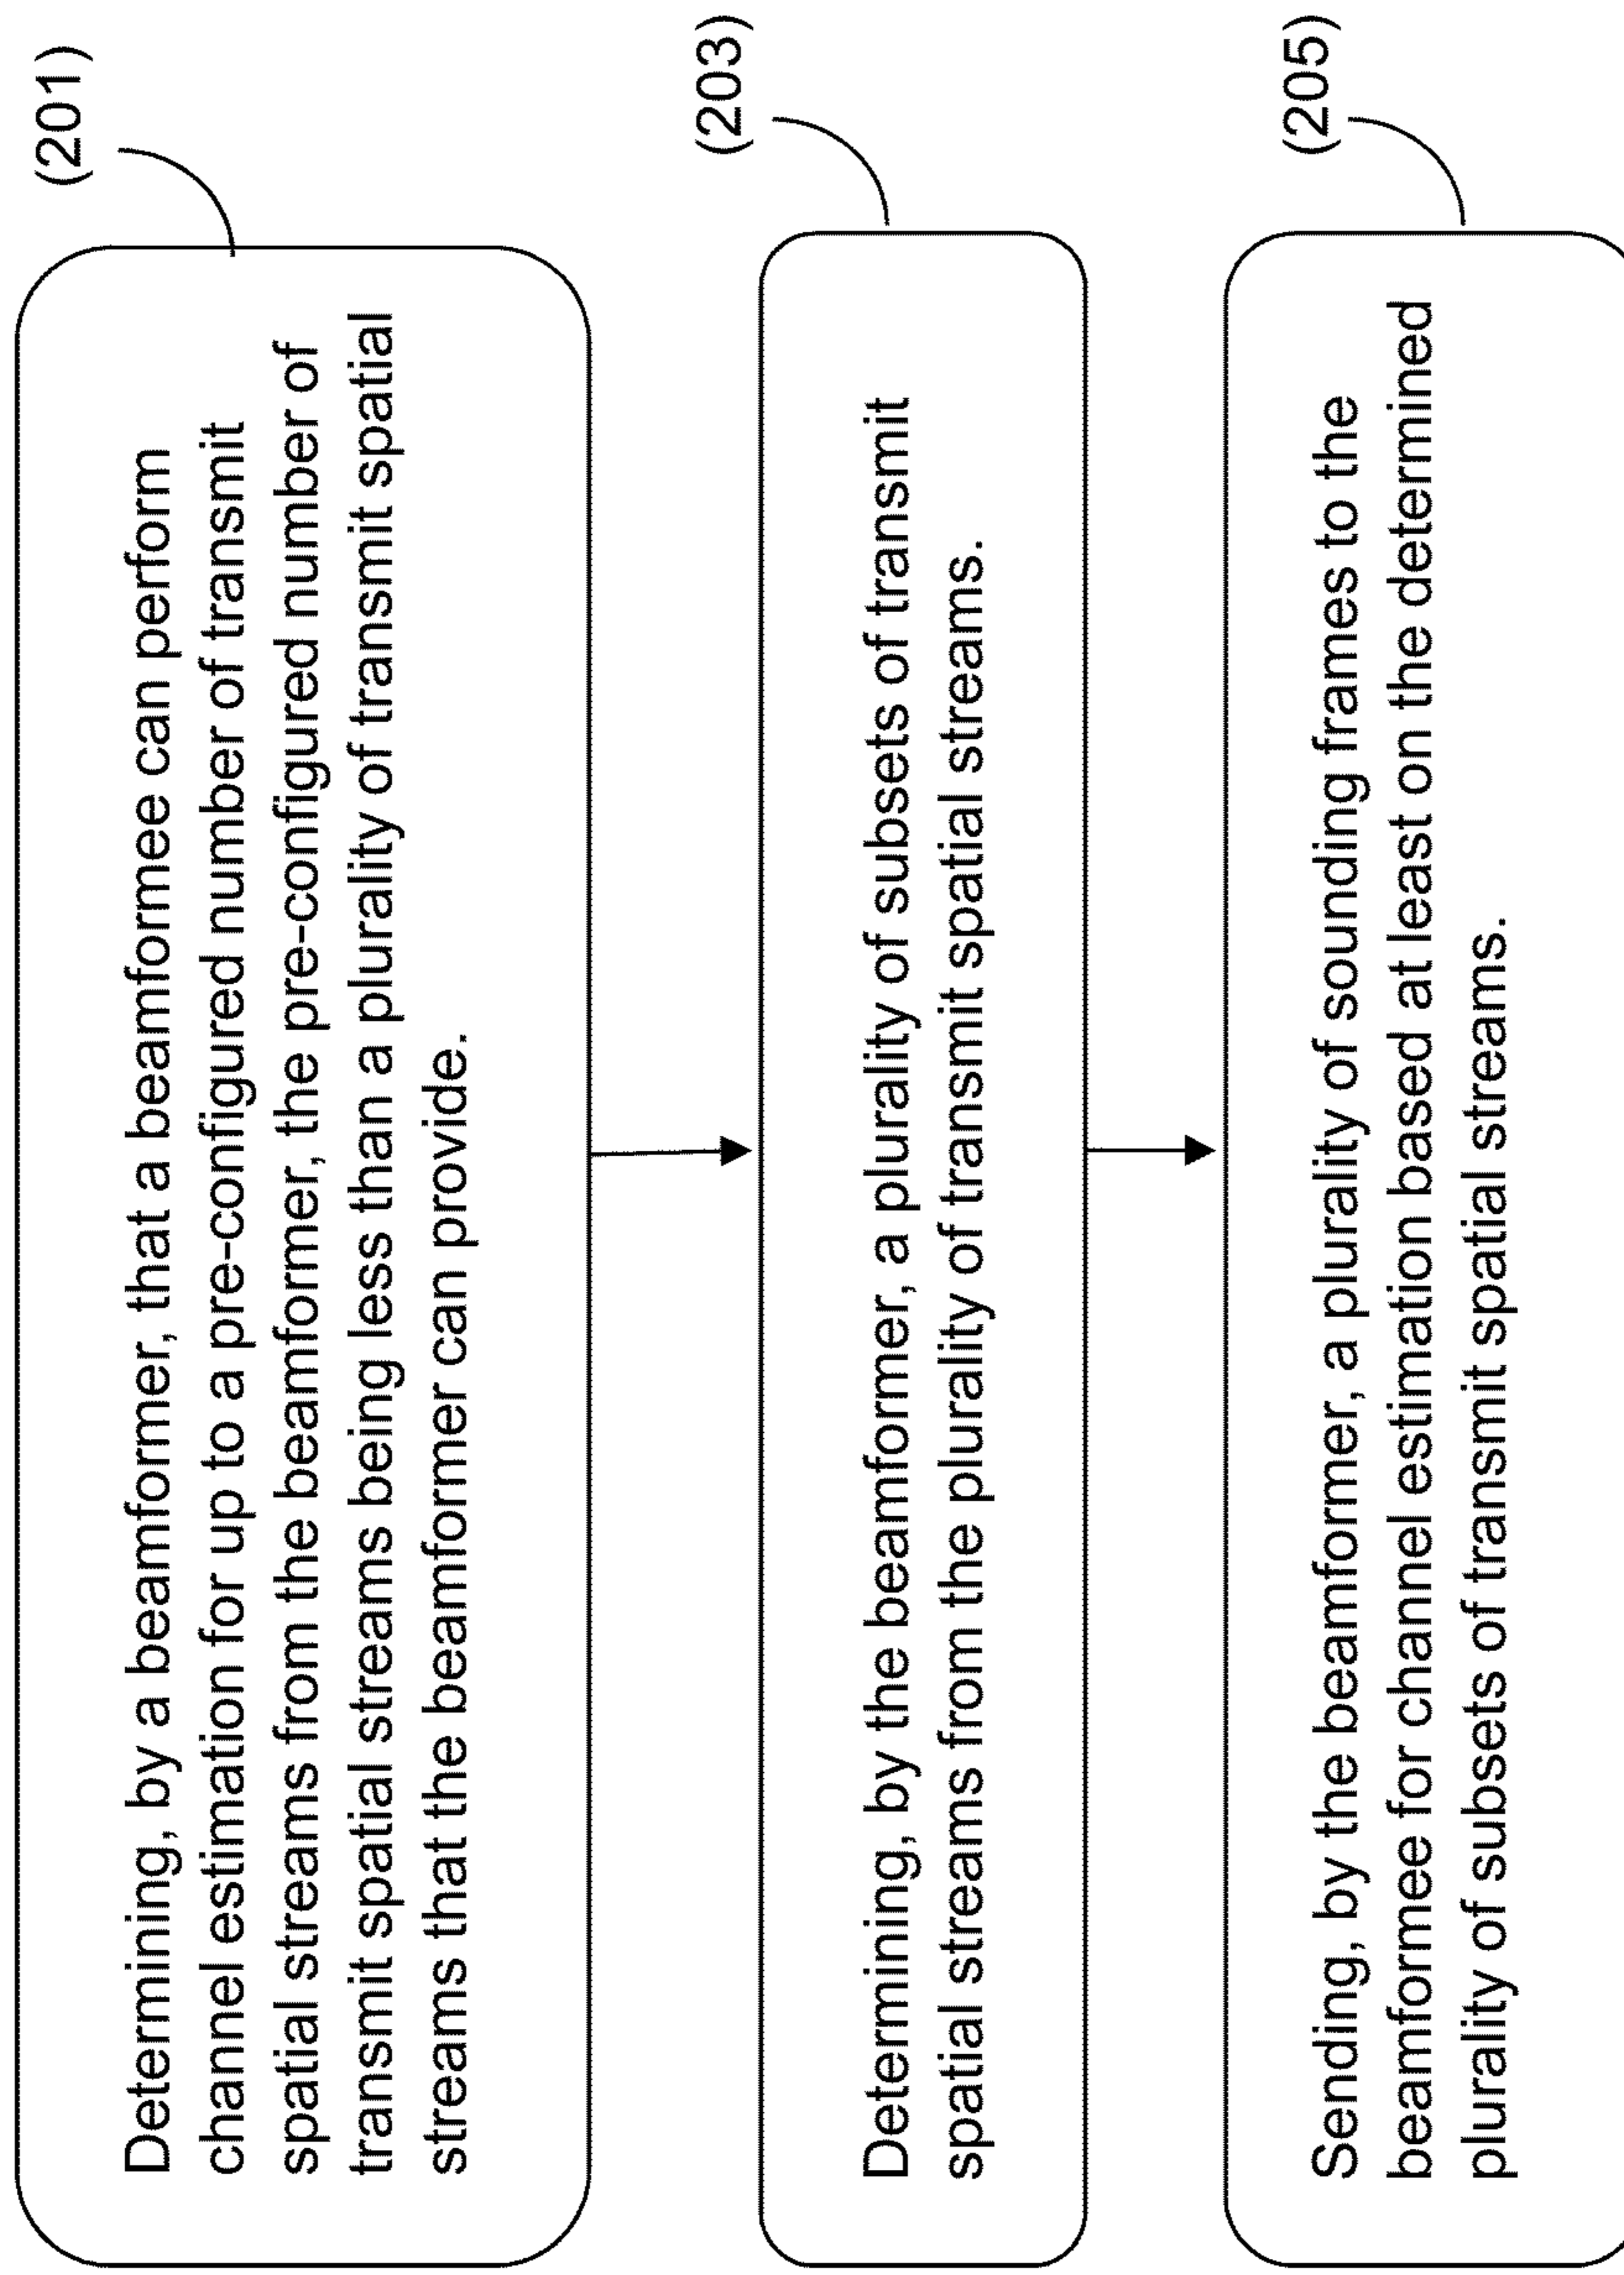 (201)
Determining, by a beamformer, that a beamformee can perform
channel estimation for up to a pre-configured number of transmit
spatial streams from the beamformer, the pre-configured number of
transmit spatial streams being less than a plurality of transmit spatial
streams that the beamformer can provide.
(203)
Determining, by the beamformer, a plurality of subsets of transmit
spatial streams from the plurality of transmit spatial streams.
(205)
Sending, by the beamformer, a plurality of sounding frames to the
beamformee for channel estimation based at least on the determined
plurality of subsets of transmit spatial streams.